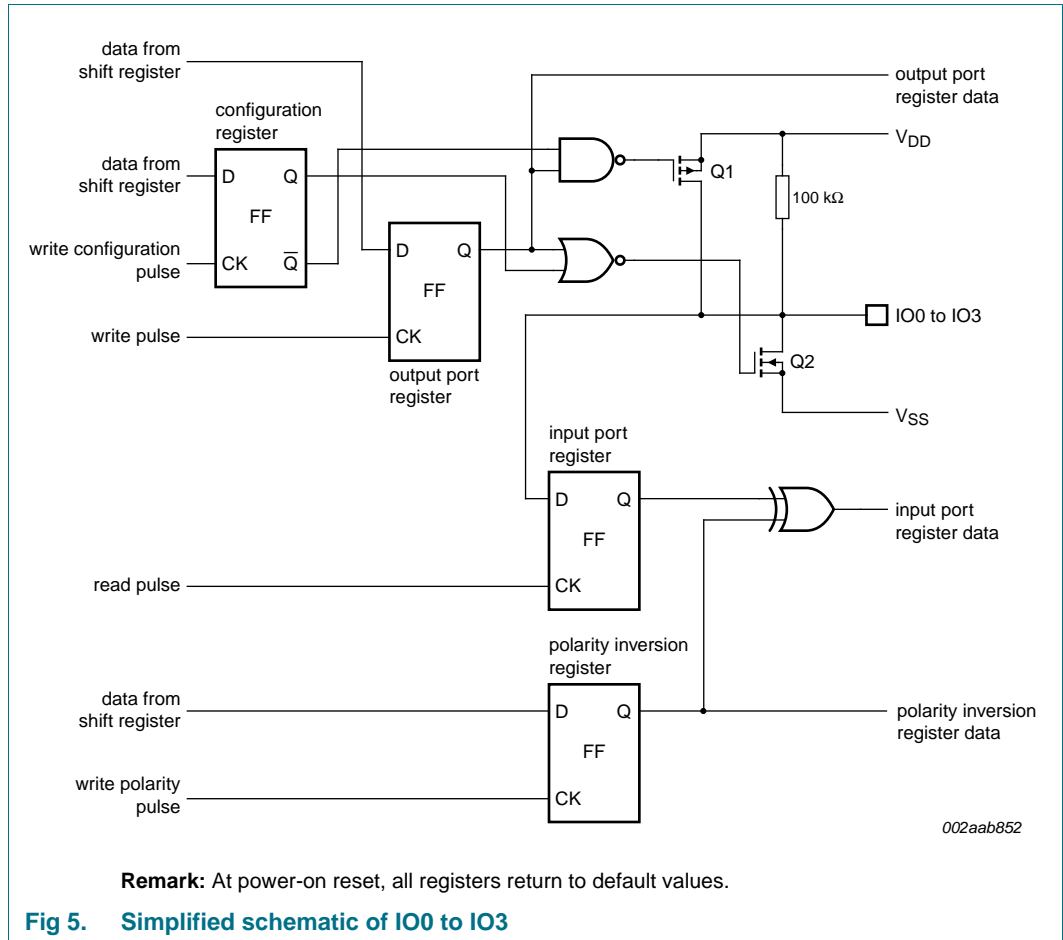 data from
shift register
configuration
register
data from
shift register
D
Q
FF
write configuration
pulse
CK
Q̅
D
Q
FF
write pulse
CK
output port
register
output port
register data
VDD
Q1
100 kΩ
IO0 to IO3
Q2
VSS
input port
register
D
Q
FF
read pulse
CK
input port
register data
polarity inversion
register
data from
shift register
D
Q
FF
write polarity
pulse
CK
polarity inversion
register data
002aab852
Remark: At power-on reset, all registers return to default values.
Fig 5. Simplified schematic of IO0 to IO3